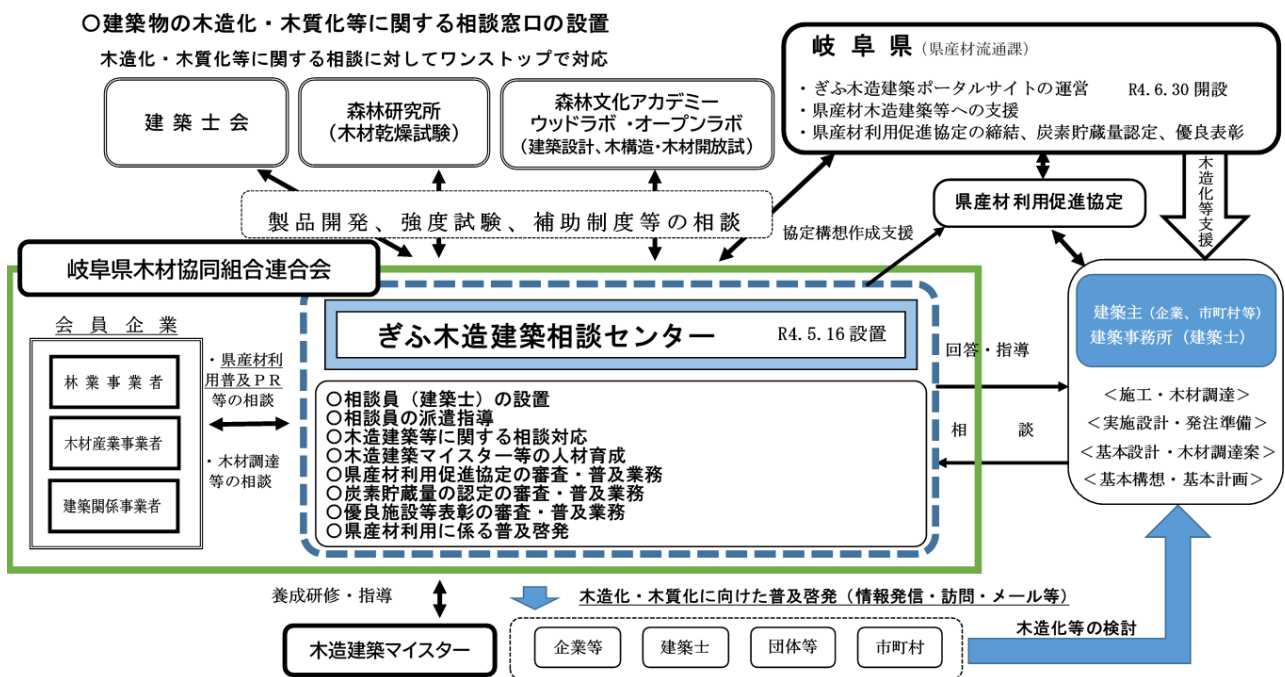 〇建築物の木造化・木質化等に関する相談窓口の設置
木造化・木質化等に関する相談に対してワンストップで対応
建築士会
森林研究所
(木材乾燥試験)
森林文化アカデミー
ウッドラボ・オープンラボ
(建築設計、木構造・木材開放試)
岐阜県(県産材流通課)
・ぎふ木造建築ポータルサイトの運営 R4.6.30開設
・県産材木造建築等への支援
・県産材利用促進協定の締結、炭素貯蔵量認定、優良表彰
木造化等支援
県産材利用促進協定
製品開発、強度試験、補助制度等の相談
協定構想作成支援
岐阜県木材協同組合連合会
会員企業
林業事業者
木材産業事業者
建築関係事業者
・県産材利
用普及PR
等の相談
・木材調達
等の相談
ぎふ木造建築相談センター R4.5.16設置
〇相談員(建築士)の設置
〇相談員の派遣指導
〇木造建築等に関する相談対応
〇木造建築マイスター等の人材育成
〇県産材利用促進協定の審査・普及業務
〇炭素貯蔵量の認定の審査・普及業務
〇優良施設等表彰の審査・普及業務
〇県産材利用に係る普及啓発
回答・指導
相談
建築主(企業、市町村等)
建築事務所(建築士)
<施工・木材調達>
<実施設計・発注準備>
<基本設計・木材調達案>
<基本構想・基本計画>
養成研修・指導
木造建築マイスター
木造化・木質化に向けた普及啓発(情報発信・訪問・メール等)
企業等
建築士
団体等
市町村
木造化等の検討